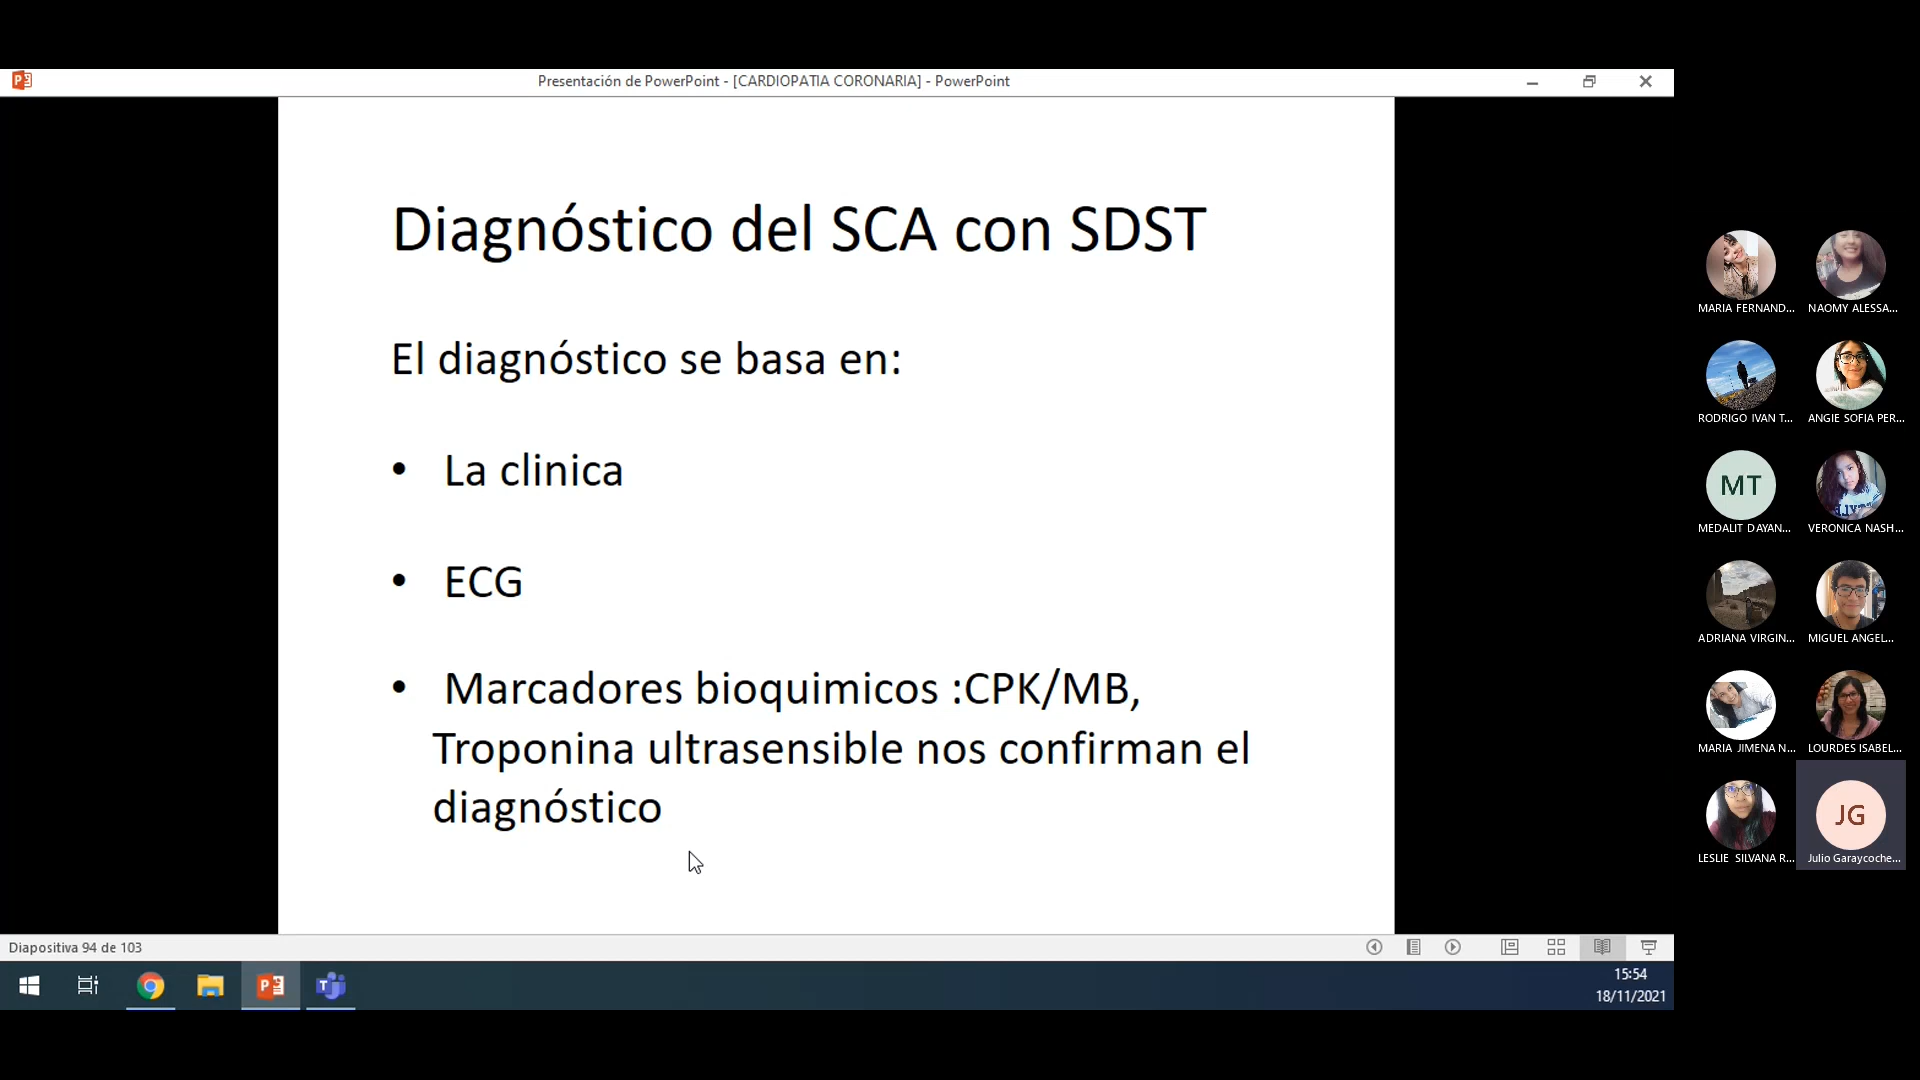 Presentación de PowerPoint - [CARDIOPATIA CORONARIA] - PowerPoint
Diagnóstico del SCA con SDST
El diagnóstico se basa en:
• La clinica
• ECG
• Marcadores bioquimicos :CPK/MB,
Troponina ultrasensible nos confirman el
diagnóstico
Diapositiva 94 de 103
15:54
18/11/2021
MARIA FERNAND...
NAOMY ALESSA...
RODRIGO IVAN T...
ANGIE SOFIA PER...
MT
MEDALIT DAYAN...
VERONICA NASH...
ADRIANA VIRGIN...
MIGUEL ANGEL...
MARIA JIMENA N...
LOURDES ISABEL...
LESLIE SILVANA R...
JG
Julio Garaycoche...